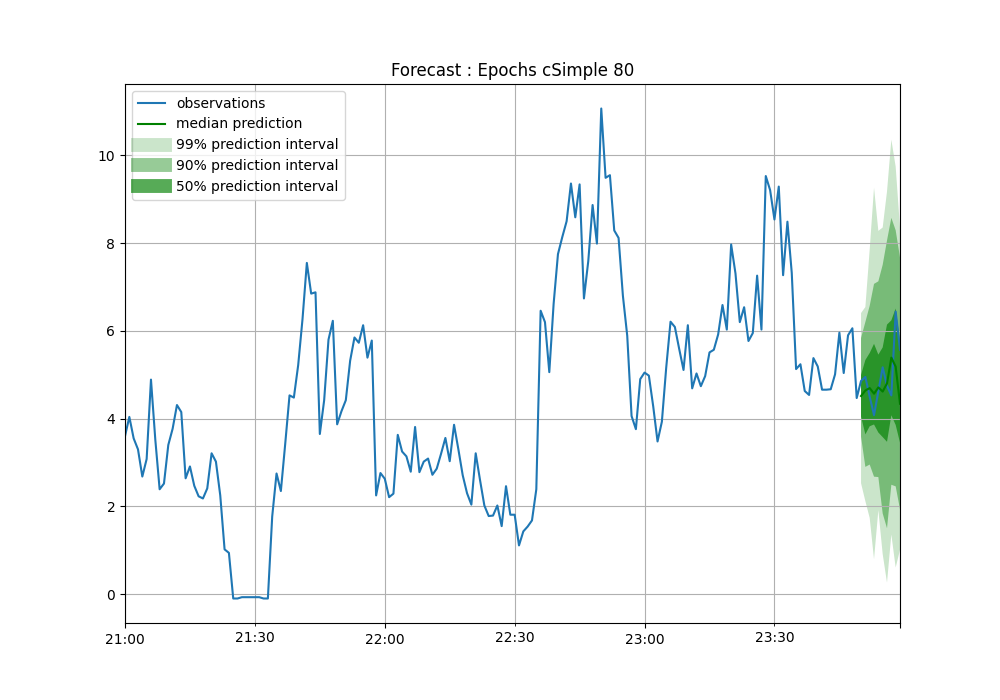 Forecast : Epochs cSimple 80
observations
median prediction
99% prediction interval
90% prediction interval
50% prediction interval
10
8
6
4
2
0
21:00
21:30
22:00
22:30
23:00
23:30